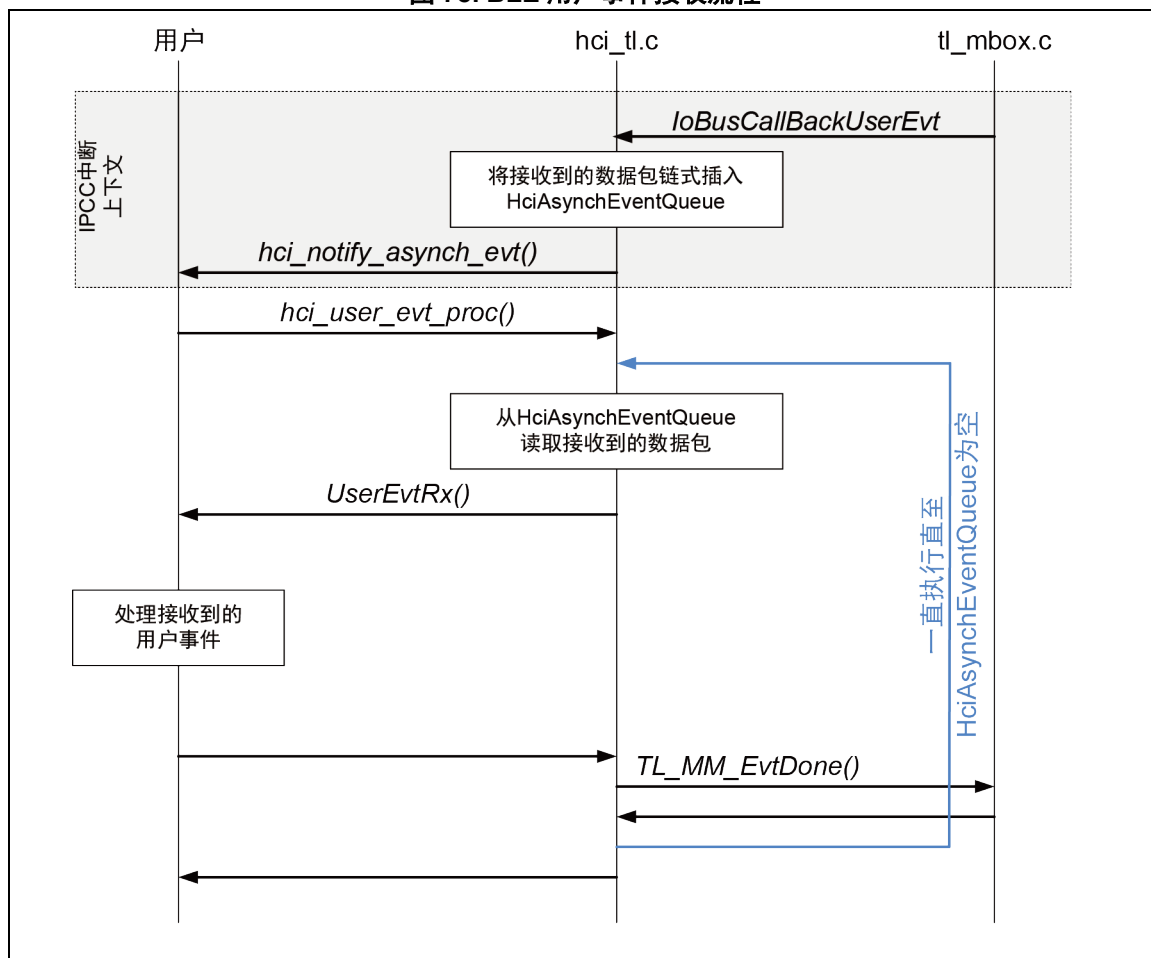 用户
hci_tl.c
tl_mbox.c
IoBusCallBackUserEvt
IPCC中断
上下文
将接收到的数据包链式插入
HciAsynchEventQueue
hci_notify_asynch_evt()
hci_user_evt_proc()
从HciAsynchEventQueue
读取接收到的数据包
UserEvtRx()
一直执行直至
HciAsynchEventQueue为空
处理接收到的
用户事件
TL_MM_EvtDone()